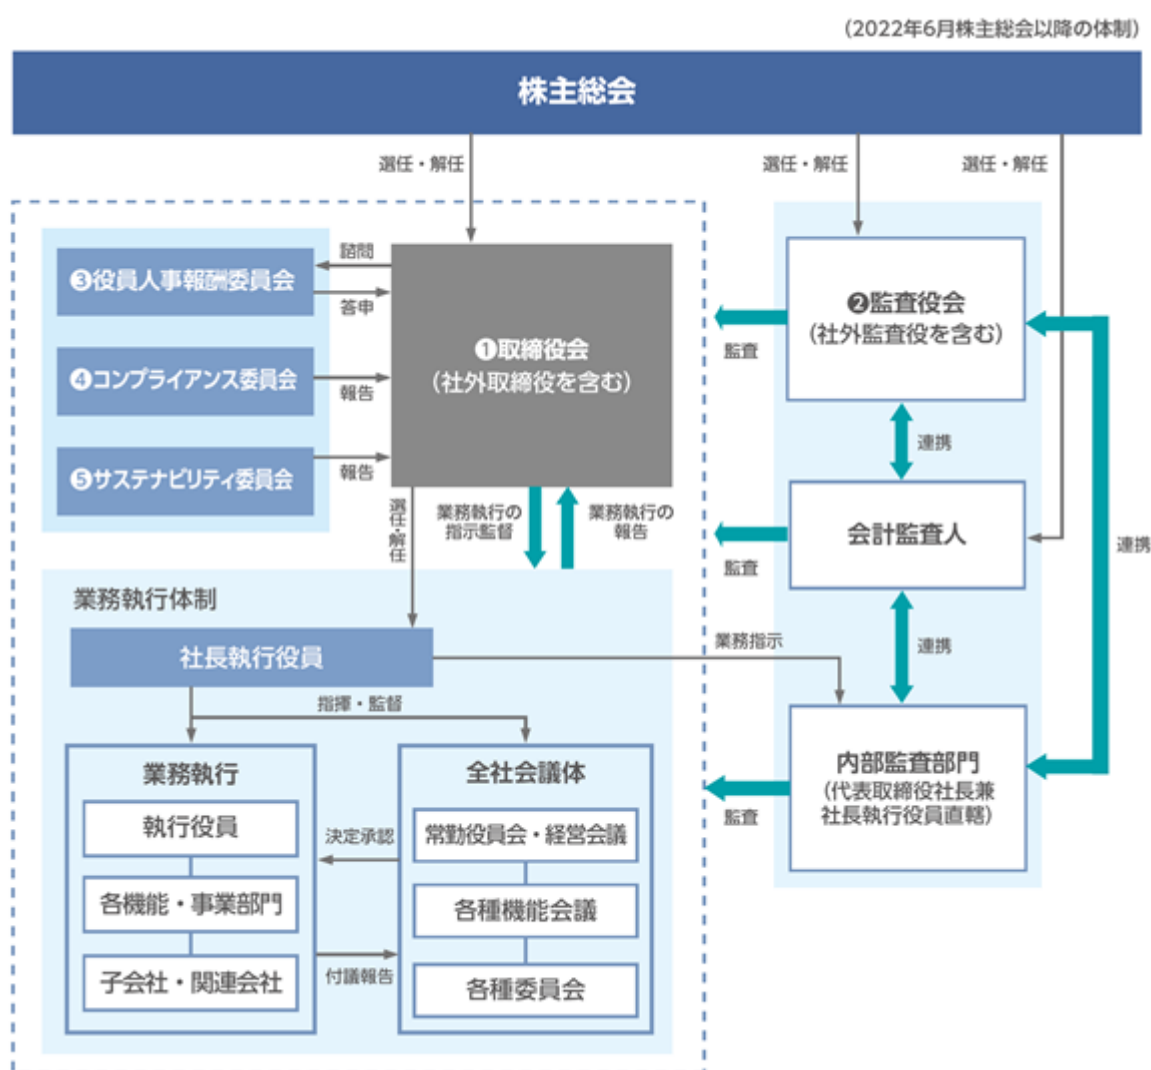 （2022年6月株主総会以降の体制）
株主総会
選任・解任
選任・解任
選任・解任
❸役員人事報酬委員会
諮問
答申
❶取締役会
（社外取締役を含む）
❹コンプライアンス委員会
報告
❺サステナビリティ委員会
報告
❷監査役会
（社外監査役を含む）
監査
連携
会計監査人
監査
連携
連携
選任・解任
業務執行の
指示監督
業務執行の
報告
業務執行体制
社長執行役員
業務指示
指揮・監督
内部監査部門
（代表取締役社長兼
社長執行役員直轄）
監査
業務執行
執行役員
各機能・事業部門
子会社・関連会社
決定承認
付議報告
全社会議体
常勤役員会・経営会議
各種機能会議
各種委員会